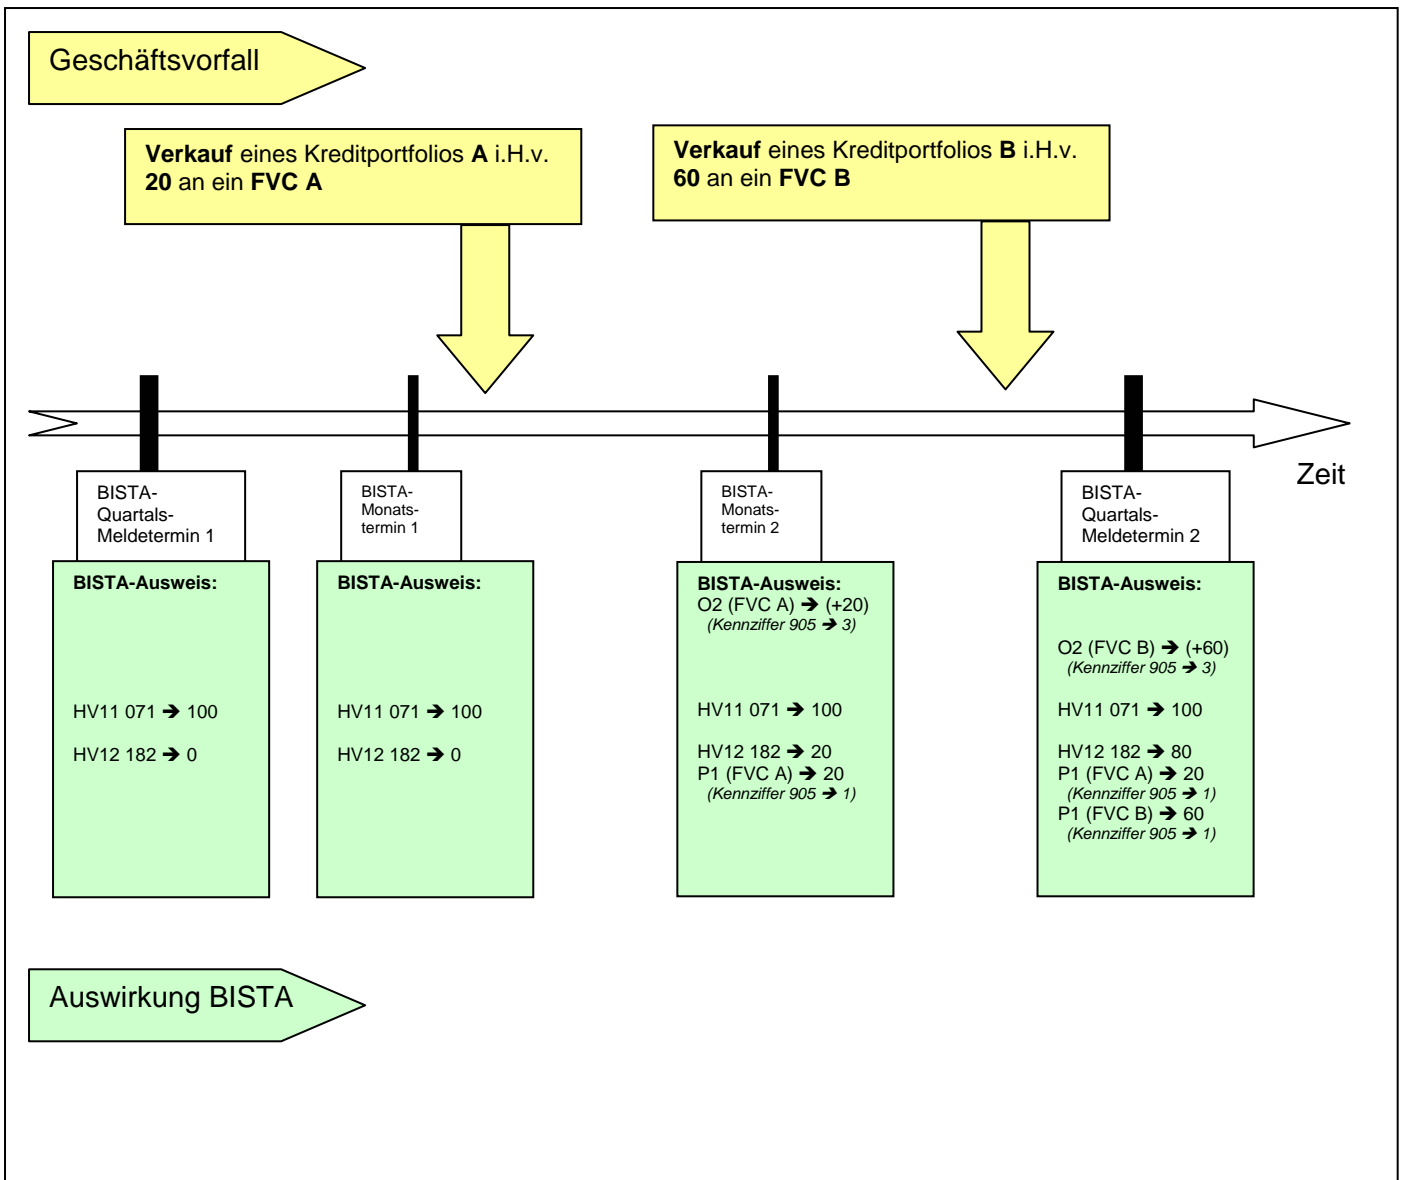 Geschäftsvorfall
Verkauf eines Kreditportfolios A i.H.v.
20 an ein FVC A
Verkauf eines Kreditportfolios B i.H.v.
60 an ein FVC B
Zeit
BISTA-
Quartals-
Meldetermin 1
BISTA-
Monats-
termin 1
BISTA-
Monats-
termin 2
BISTA-
Quartals-
Meldetermin 2
BISTA-Ausweis:
HV11 071 ➔ 100
HV12 182 ➔ 0
BISTA-Ausweis:
HV11 071 ➔ 100
HV12 182 ➔ 0
BISTA-Ausweis:
O2 (FVC A) ➔ (+20)
(Kennziffer 905 ➔ 3)
HV11 071 ➔ 100
HV12 182 ➔ 20
P1 (FVC A) ➔ 20
(Kennziffer 905 ➔ 1)
BISTA-Ausweis:
O2 (FVC B) ➔ (+60)
(Kennziffer 905 ➔ 3)
HV11 071 ➔ 100
HV12 182 ➔ 80
P1 (FVC A) ➔ 20
(Kennziffer 905 ➔ 1)
P1 (FVC B) ➔ 60
(Kennziffer 905 ➔ 1)
Auswirkung BISTA